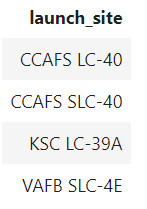 launch_site
CCAFS LC-40
CCAFS SLC-40
KSC LC-39A
VAFB SLC-4E